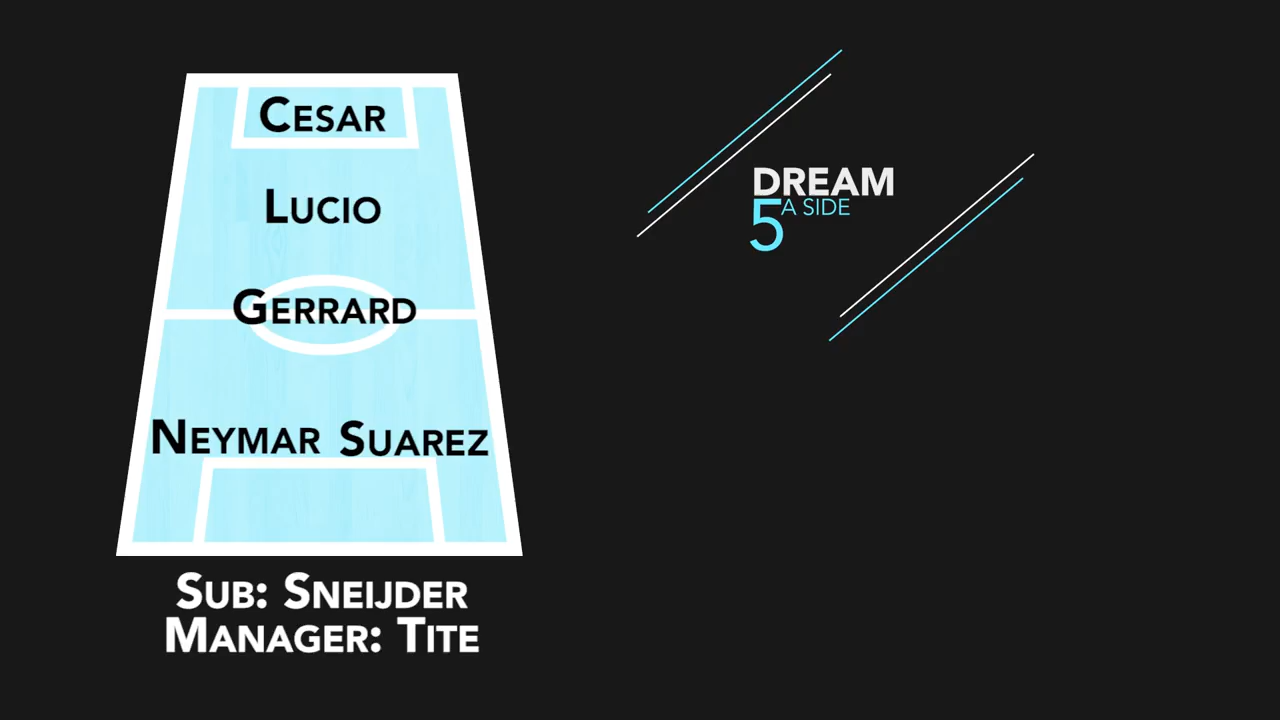 CESAR
LUCIO
GERRARD
NEYMAR SUAREZ
SUB: SNEIJDER
MANAGER: TITE
DREAM
5 A SIDE